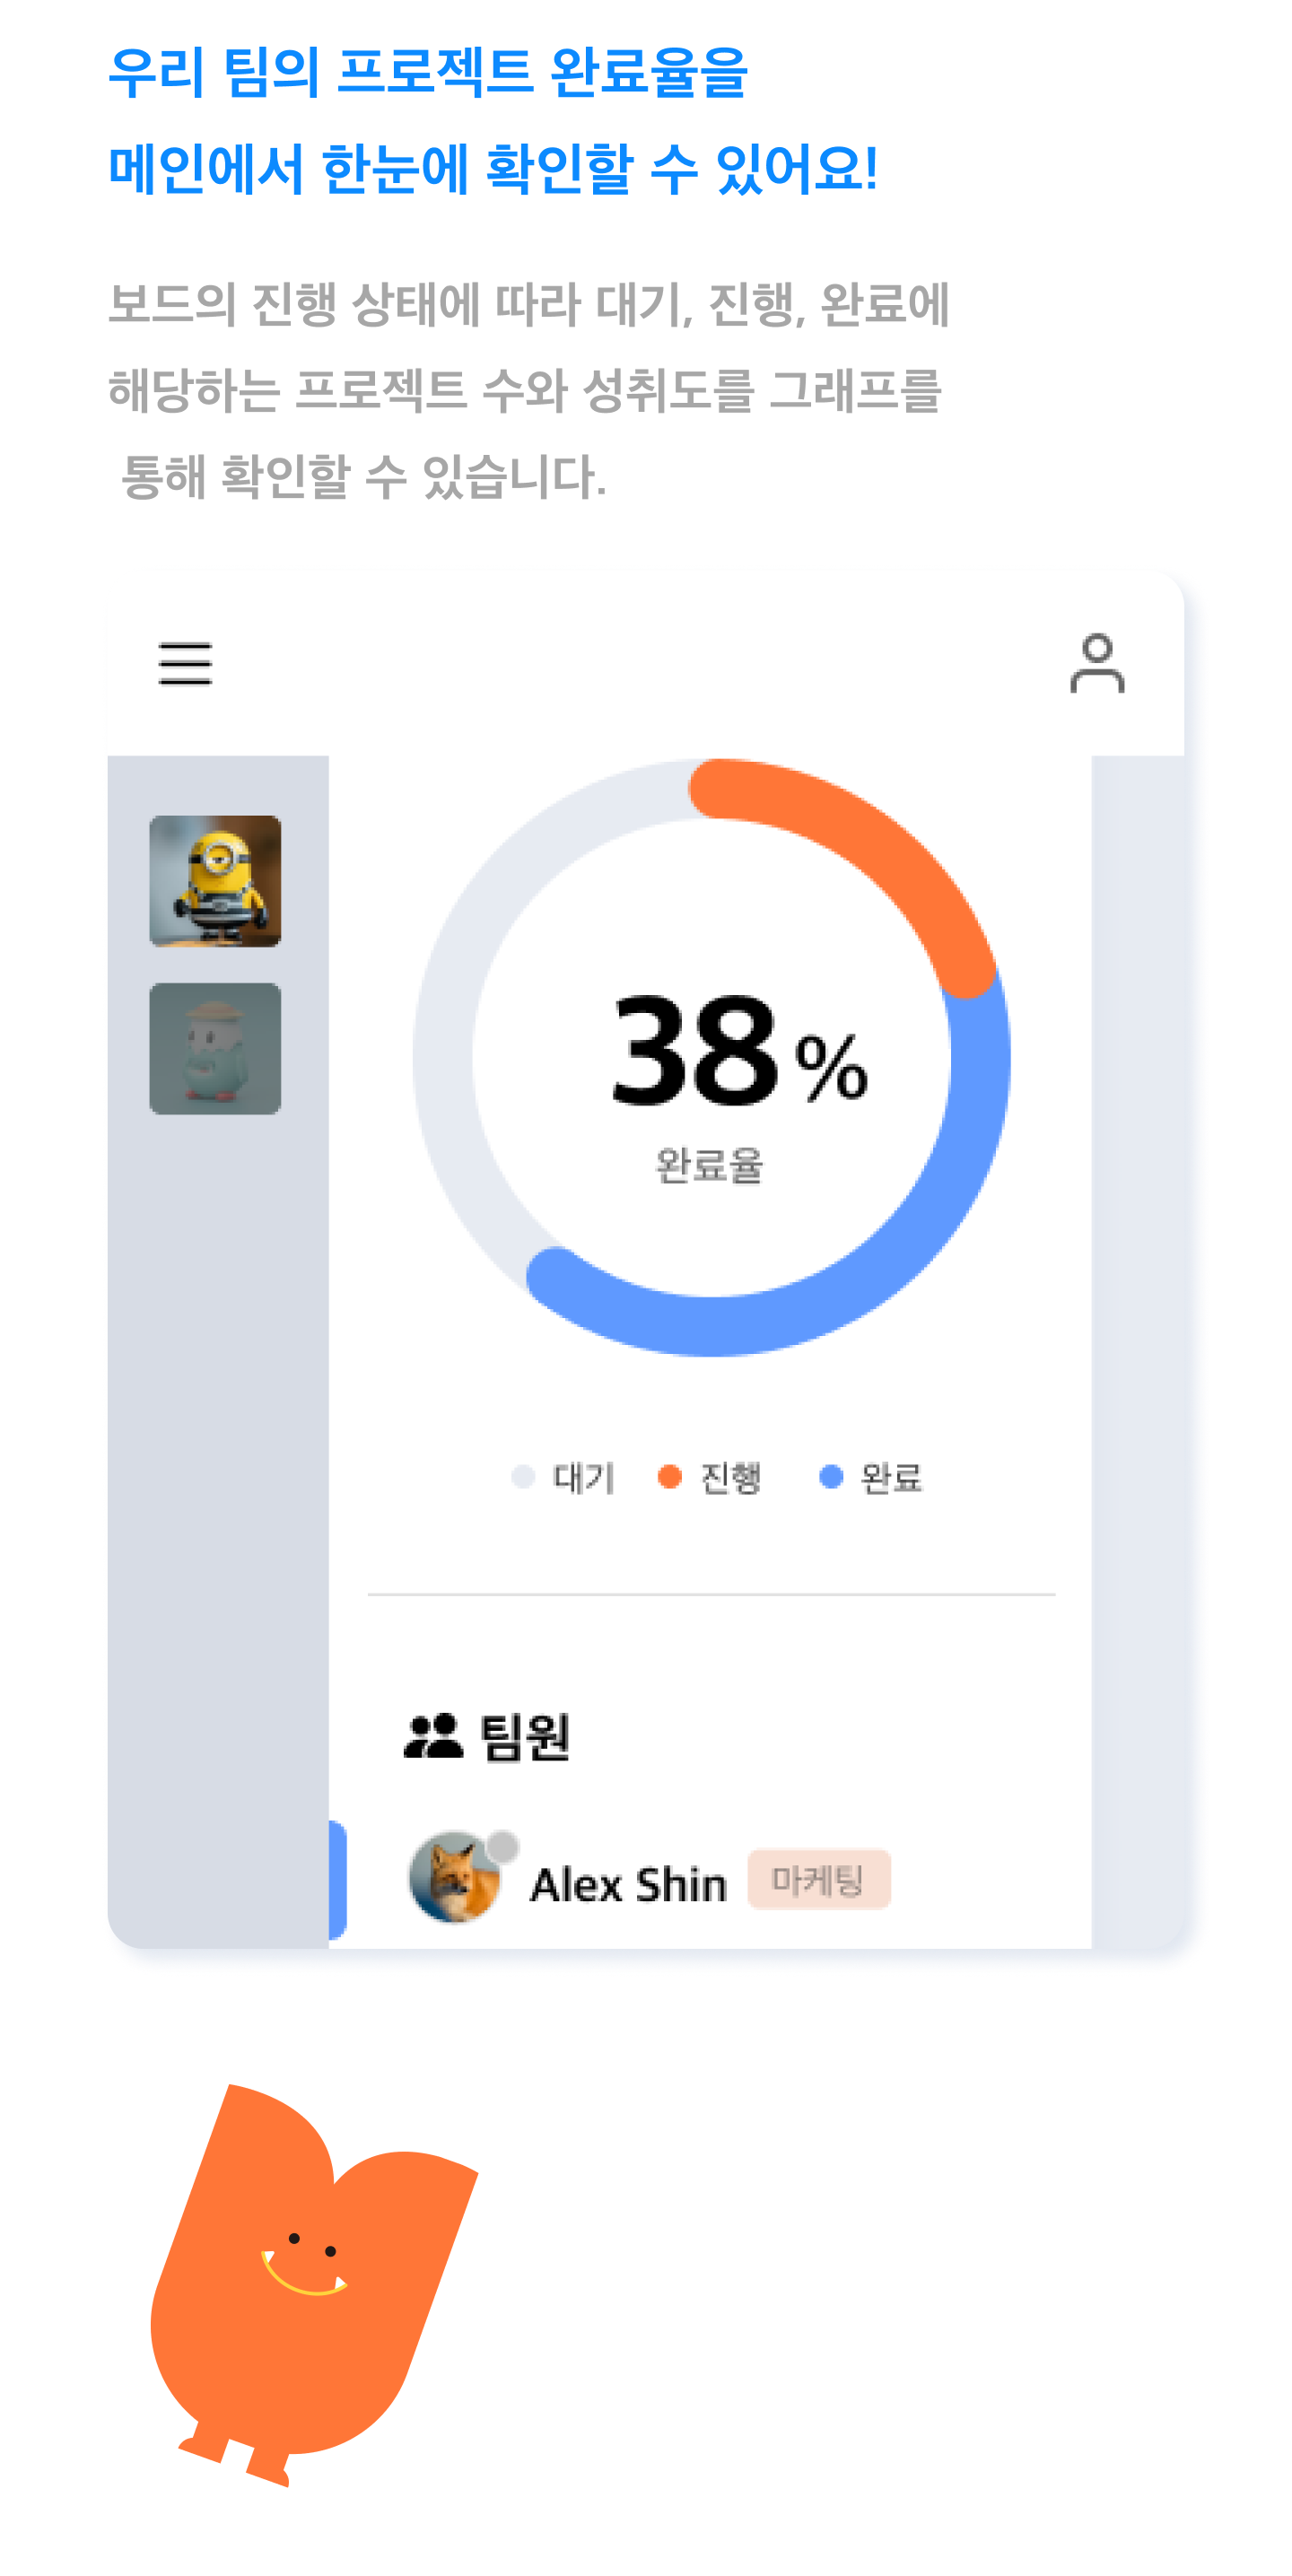 우리 팀의 프로젝트 완료율을
메인에서 한눈에 확인할 수 있어요!
보드의 진행 상태에 따라 대기, 진행, 완료에
해당하는 프로젝트 수와 성취도를 그래프를
통해 확인할 수 있습니다.
38 %
완료율
대기 진행 완료
팀원
Alex Shin 마케팅